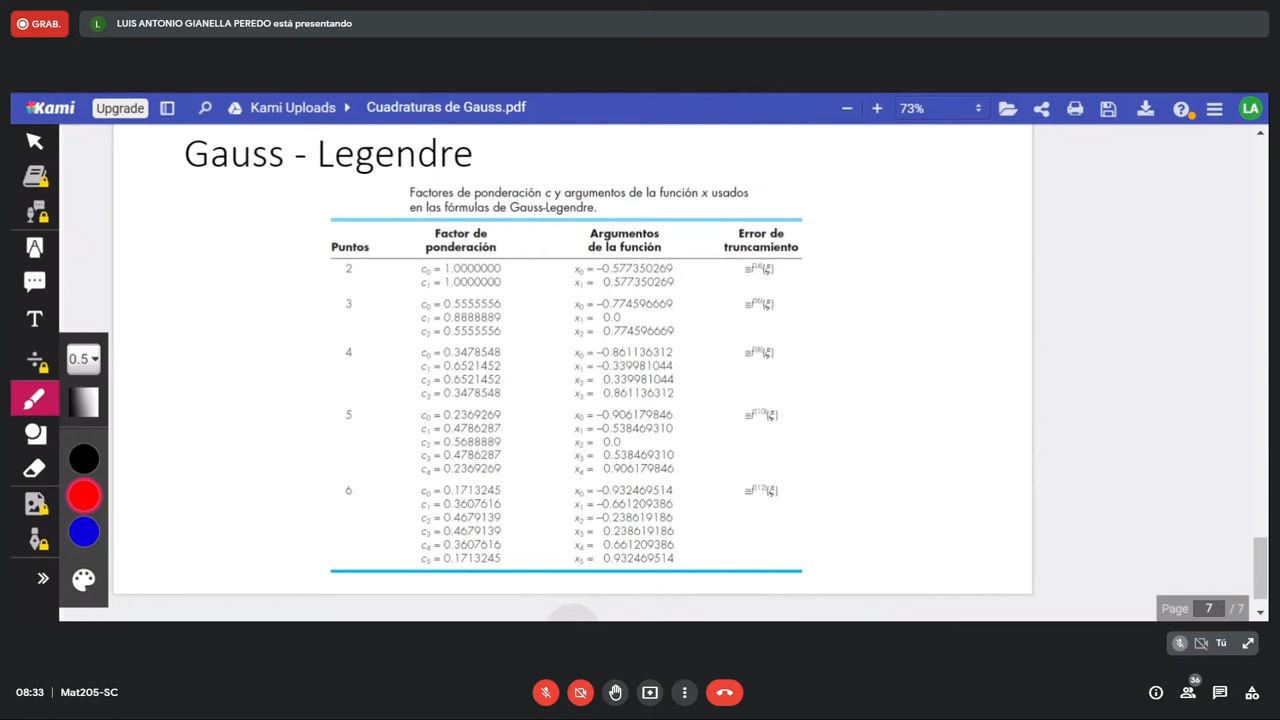 GRAB.
L LUIS ANTONIO GIANELLA PEREDO está presentando
Kami Upgrade Kami Uploads Cuadraturas de Gauss.pdf 73% LA
Gauss - Legendre
Factores de ponderación c y argumentos de la función x usados
en las fórmulas de Gauss-Legendre.
Factor de Argumentos Error de
Puntos ponderación de la función truncamiento
2 c₀ = 1.0000000 x₀ = −0.577350269 ≅f⁽⁴⁾(ξ)
c₁ = 1.0000000 x₁ = 0.577350269
3 c₀ = 0.5555556 x₀ = −0.774596669 ≅f⁽⁶⁾(ξ)
c₁ = 0.8888889 x₁ = 0.0
c₂ = 0.5555556 x₂ = 0.774596669
4 c₀ = 0.3478548 x₀ = −0.861136312 ≅f⁽⁸⁾(ξ)
c₁ = 0.6521452 x₁ = −0.339981044
c₂ = 0.6521452 x₂ = 0.339981044
c₃ = 0.3478548 x₃ = 0.861136312
5 c₀ = 0.2369269 x₀ = −0.906179846 ≅f⁽¹⁰⁾(ξ)
c₁ = 0.4786287 x₁ = −0.538469310
c₂ = 0.5688889 x₂ = 0.0
c₃ = 0.4786287 x₃ = 0.538469310
c₄ = 0.2369269 x₄ = 0.906179846
6 c₀ = 0.1713245 x₀ = −0.932469514 ≅f⁽¹²⁾(ξ)
c₁ = 0.3607616 x₁ = −0.661209386
c₂ = 0.4679139 x₂ = −0.238619186
c₃ = 0.4679139 x₃ = 0.238619186
c₄ = 0.3607616 x₄ = 0.661209386
c₅ = 0.1713245 x₅ = 0.932469514
0.5
Page 7 / 7
Tú
08:33 Mat205-SC 36